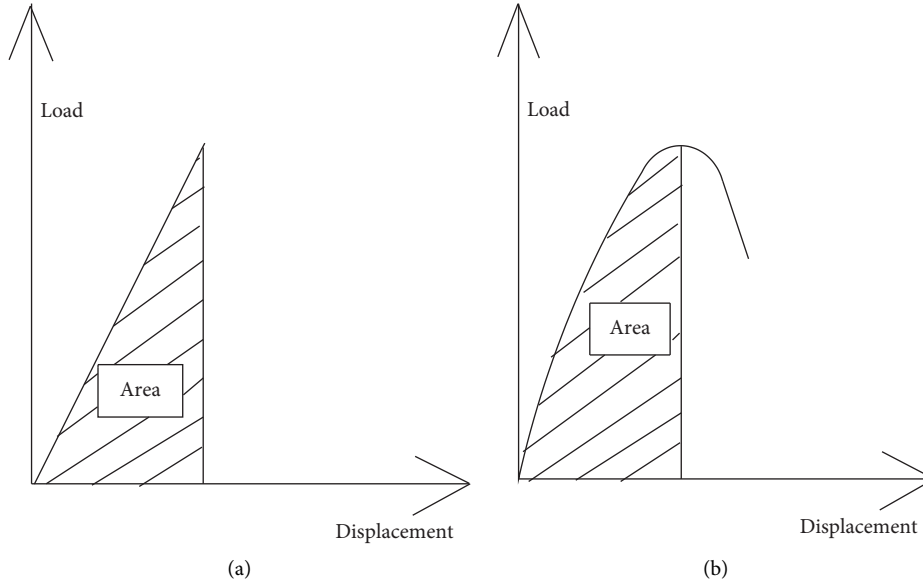 Load
Area
Displacement
(a)
Load
Area
Displacement
(b)